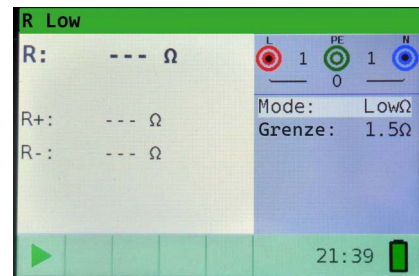 R Low
R: --- Ω
R+: --- Ω
R-: --- Ω
L PE N
1 1
0
Mode: LowΩ
Grenze: 1.5Ω
21:39